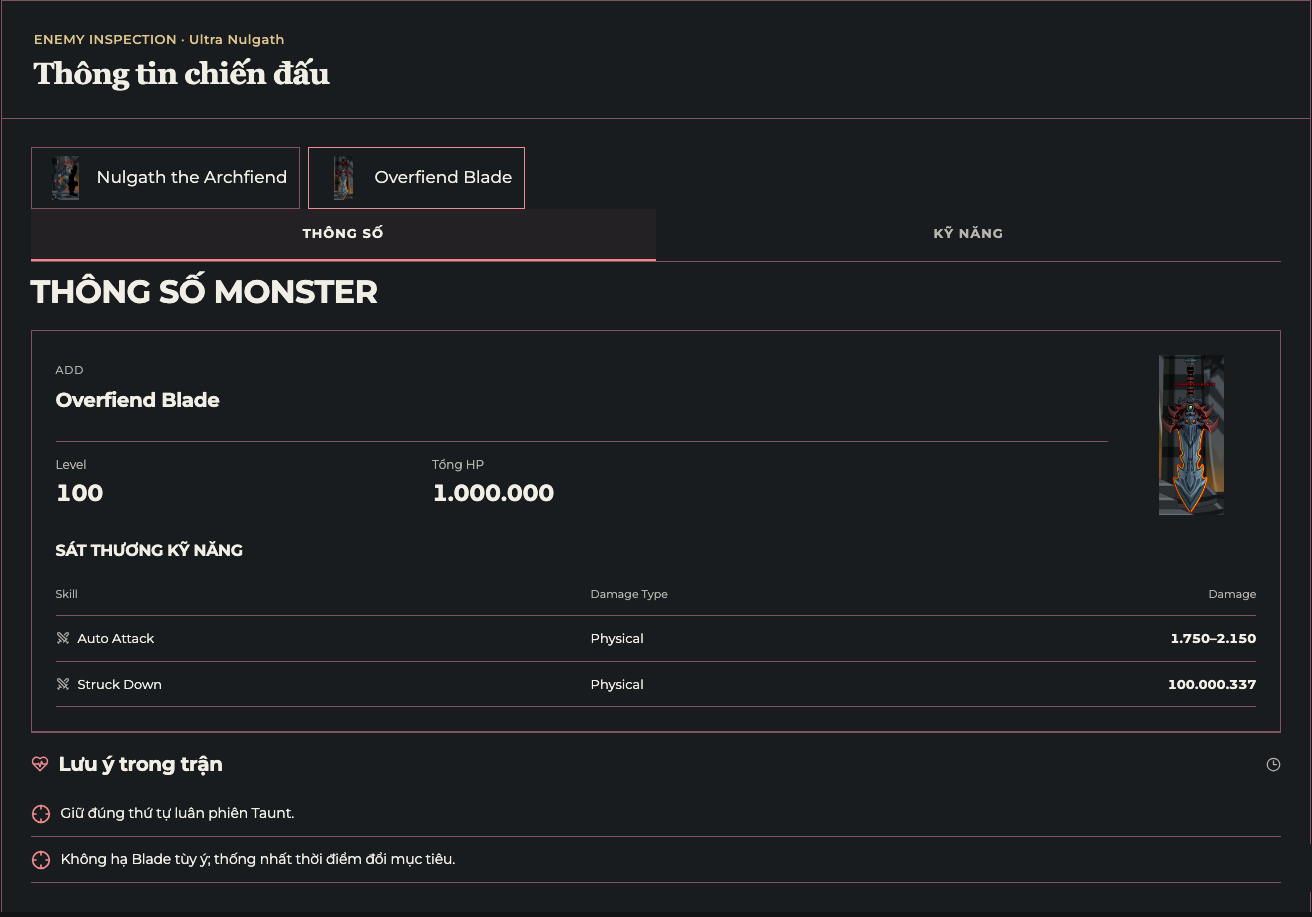 ENEMY INSPECTION · Ultra Nulgath
Thông tin chiến đấu
Nulgath the Archfiend
Overfiend Blade
THÔNG SỐ
KỸ NĂNG
THÔNG SỐ MONSTER
ADD
Overfiend Blade
Level
Tổng HP
100
1.000.000
SÁT THƯƠNG KỸ NĂNG
Skill
Damage Type
Damage
Auto Attack
Physical
1.750–2.150
Struck Down
Physical
100.000.337
Lưu ý trong trận
Giữ đúng thứ tự luân phiên Taunt.
Không hạ Blade tùy ý; thống nhất thời điểm đổi mục tiêu.